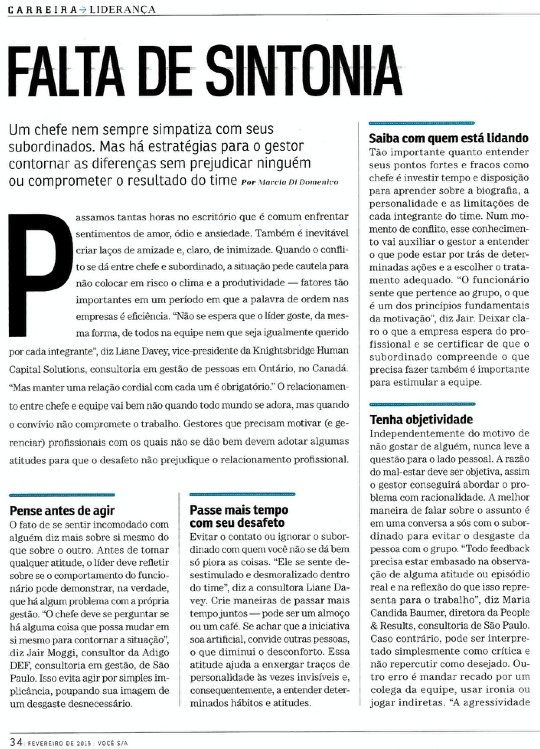 CARREIRA → LIDERANÇA
FALTA DE SINTONIA
Um chefe nem sempre simpatiza com seus
subordinados. Mas há estratégias para o gestor
contornar as diferenças sem prejudicar ninguém
ou comprometer o resultado do time Por Marcia Di Domenico
Passamos tantas horas no escritório que é comum enfrentar
sentimentos de amor, ódio e ansiedade. Também é inevitável
criar laços de amizade e, claro, de inimizade. Quando o confli-
to se dá entre chefe e subordinado, a situação pede cautela para
não colocar em risco o clima e a produtividade — fatores tão
importantes em um período em que a palavra de ordem nas
empresas é eficiência. “Não se espera que o líder goste, da mes-
ma forma, de todos na equipe nem que seja igualmente querido
por cada integrante”, diz Liane Davey, vice-presidente da Knightsbridge Human
Capital Solutions, consultoria em gestão de pessoas em Ontário, no Canadá.
“Mas manter uma relação cordial com cada um é obrigatório.” O relacionamen-
to entre chefe e equipe vai bem não quando todo mundo se adora, mas quando
o convívio não compromete o trabalho. Gestores que precisam motivar (e ge-
renciar) profissionais com os quais não se dão bem devem adotar algumas
atitudes para que o desafeto não prejudique o relacionamento profissional.
Pense antes de agir
O fato de se sentir incomodado com
alguém diz mais sobre si mesmo do
que sobre o outro. Antes de tomar
qualquer atitude, o líder deve refletir
sobre se o comportamento do funcio-
nário pode demonstrar, na verdade,
que há algum problema com a própria
gestão. “O chefe deve se perguntar se
há alguma coisa que possa mudar em
si mesmo para contornar a situação”,
diz Jair Moggi, consultor da Adigo
DEF, consultoria em gestão, de São
Paulo. Isso evita agir por simples im-
plicância, poupando sua imagem de
um desgaste desnecessário.
Passe mais tempo
com seu desafeto
Evitar o contato ou ignorar o subor-
dinado com quem você não se dá bem
só piora as coisas. “Ele se sente de-
sestimulado e desmoralizado dentro
do time”, diz a consultora Liane Da-
vey. Crie maneiras de passar mais
tempo juntos — pode ser um almoço
ou um café. Se achar que a iniciativa
soa artificial, convide outras pessoas,
o que diminui o desconforto. Essa
atitude ajuda a enxergar traços de
personalidade às vezes invisíveis e,
consequentemente, a entender deter-
minados hábitos e atitudes.
Saiba com quem está lidando
Tão importante quanto entender
seus pontos fortes e fracos como
chefe é investir tempo e disposição
para aprender sobre a biografia, a
personalidade e as limitações de
cada integrante do time. Num mo-
mento de conflito, esse conhecimen-
to vai auxiliar o gestor a entender
o que pode estar por trás de deter-
minadas ações e a escolher o trata-
mento adequado. “O funcionário
sente que pertence ao grupo, o que
é um dos princípios fundamentais
da motivação”, diz Jair. Deixar cla-
ro o que a empresa espera do pro-
fissional e se certificar de que o
subordinado compreende o que
precisa fazer também é importante
para estimular a equipe.
Tenha objetividade
Independentemente do motivo de
não gostar de alguém, nunca leve a
questão para o lado pessoal. A razão
do mal-estar deve ser objetiva, assim
o gestor conseguirá abordar o pro-
blema com racionalidade. A melhor
maneira de falar sobre o assunto é
em uma conversa a sós com o subor-
dinado para evitar o desgaste da
pessoa com o grupo. “Todo feedback
precisa estar embasado na observa-
ção de alguma atitude ou episódio
real e na reflexão do que isso repre-
senta para o trabalho”, diz Maria
Candida Baumer, diretora da People
& Results, consultoria de São Paulo.
Caso contrário, pode ser interpre-
tado simplesmente como crítica e
não repercutir como desejado. Ou-
tro erro é mandar recado por um
colega da equipe, usar ironia ou
jogar indiretas. “A agressividade
34 | FEVEREIRO DE 2015 | VOCÊ S/A